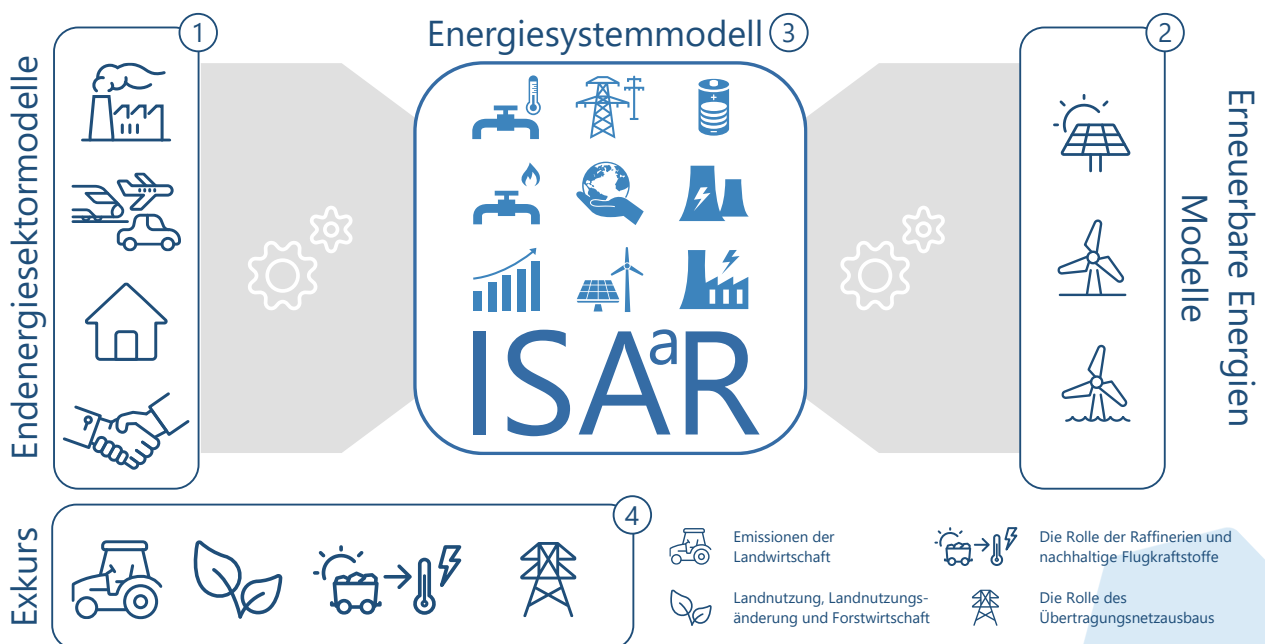 Endenergiesektormodelle
1
Energiesystemmodell 3
ISAaR
2
Erneuerbare Energien
Modelle
Exkurs
4
Emissionen der
Landwirtschaft
Landnutzung, Landnutzungs-
änderung und Forstwirtschaft
Die Rolle der Raffinerien und
nachhaltige Flugkraftstoffe
Die Rolle des
Übertragungsnetzausbaus